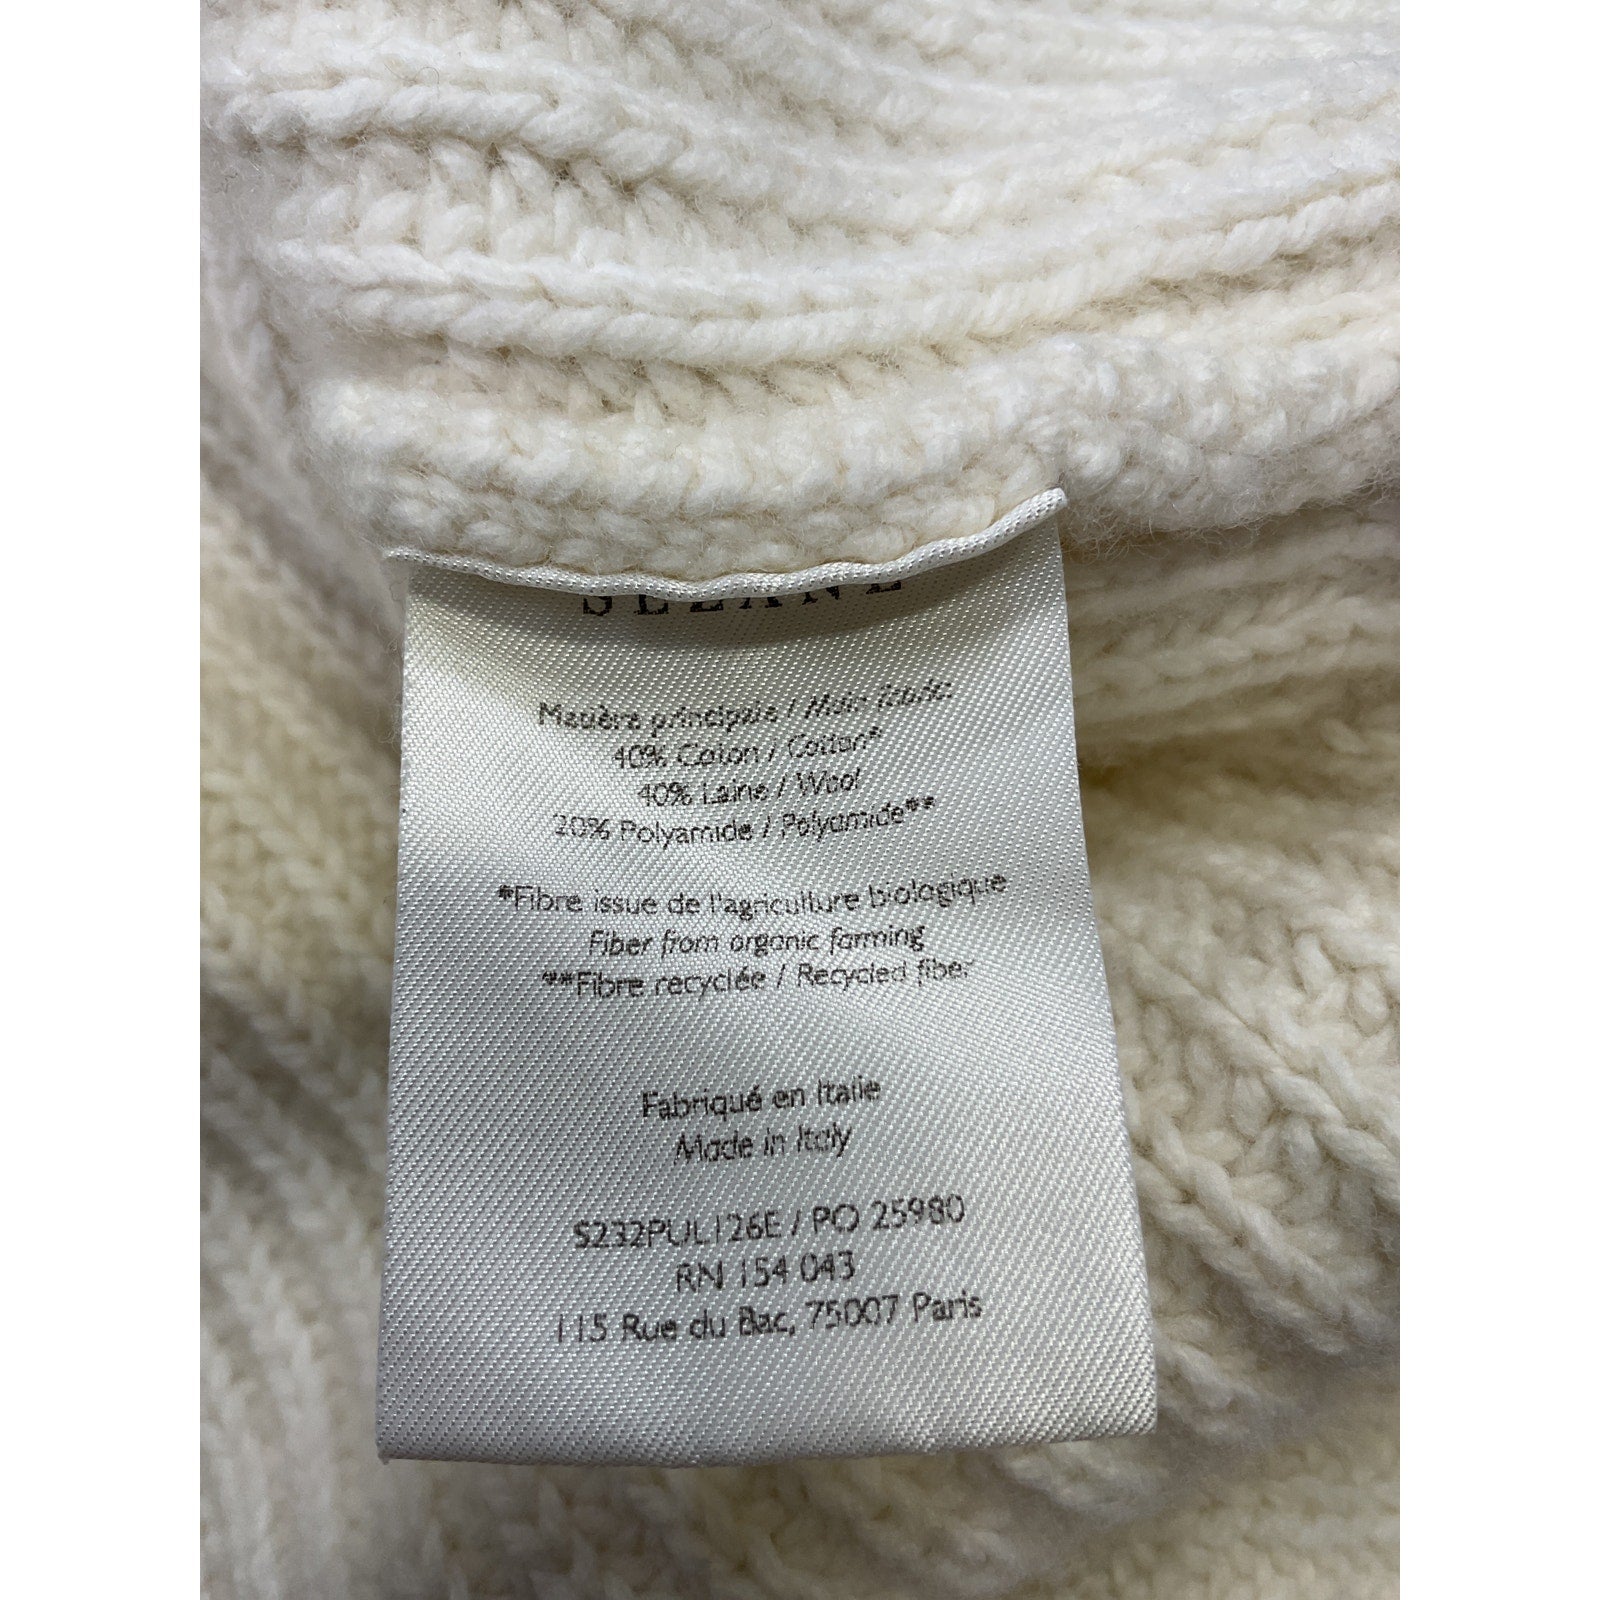 SEZANE
Matière principale / Main fabric:
40% Coton / Cotton*
40% Laine / Wool
20% Polyamide / Polyamide**
*Fibre issue de l'agriculture biologique
Fiber from organic farming
**Fibre recyclée / Recycled fiber
Fabriqué en Italie
Made in Italy
S232PUL126E / PO 25980
RN 154 043
115 Rue du Bac, 75007 Paris